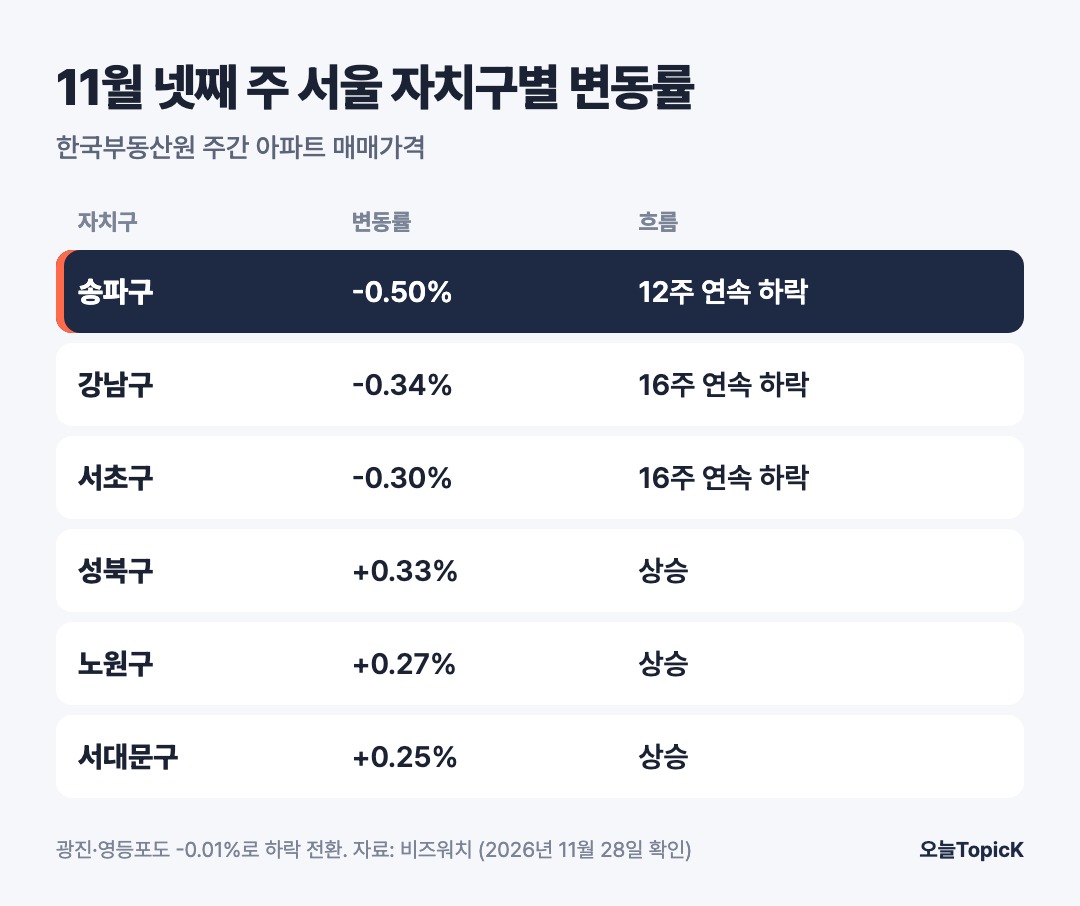 11월 넷째 주 서울 자치구별 변동률
한국부동산원 주간 아파트 매매가격
자치구 변동률 흐름
송파구 -0.50% 12주 연속 하락
강남구 -0.34% 16주 연속 하락
서초구 -0.30% 16주 연속 하락
성북구 +0.33% 상승
노원구 +0.27% 상승
서대문구 +0.25% 상승
광진·영등포도 -0.01%로 하락 전환. 자료: 비즈워치 (2026년 11월 28일 확인) 오늘TopicK